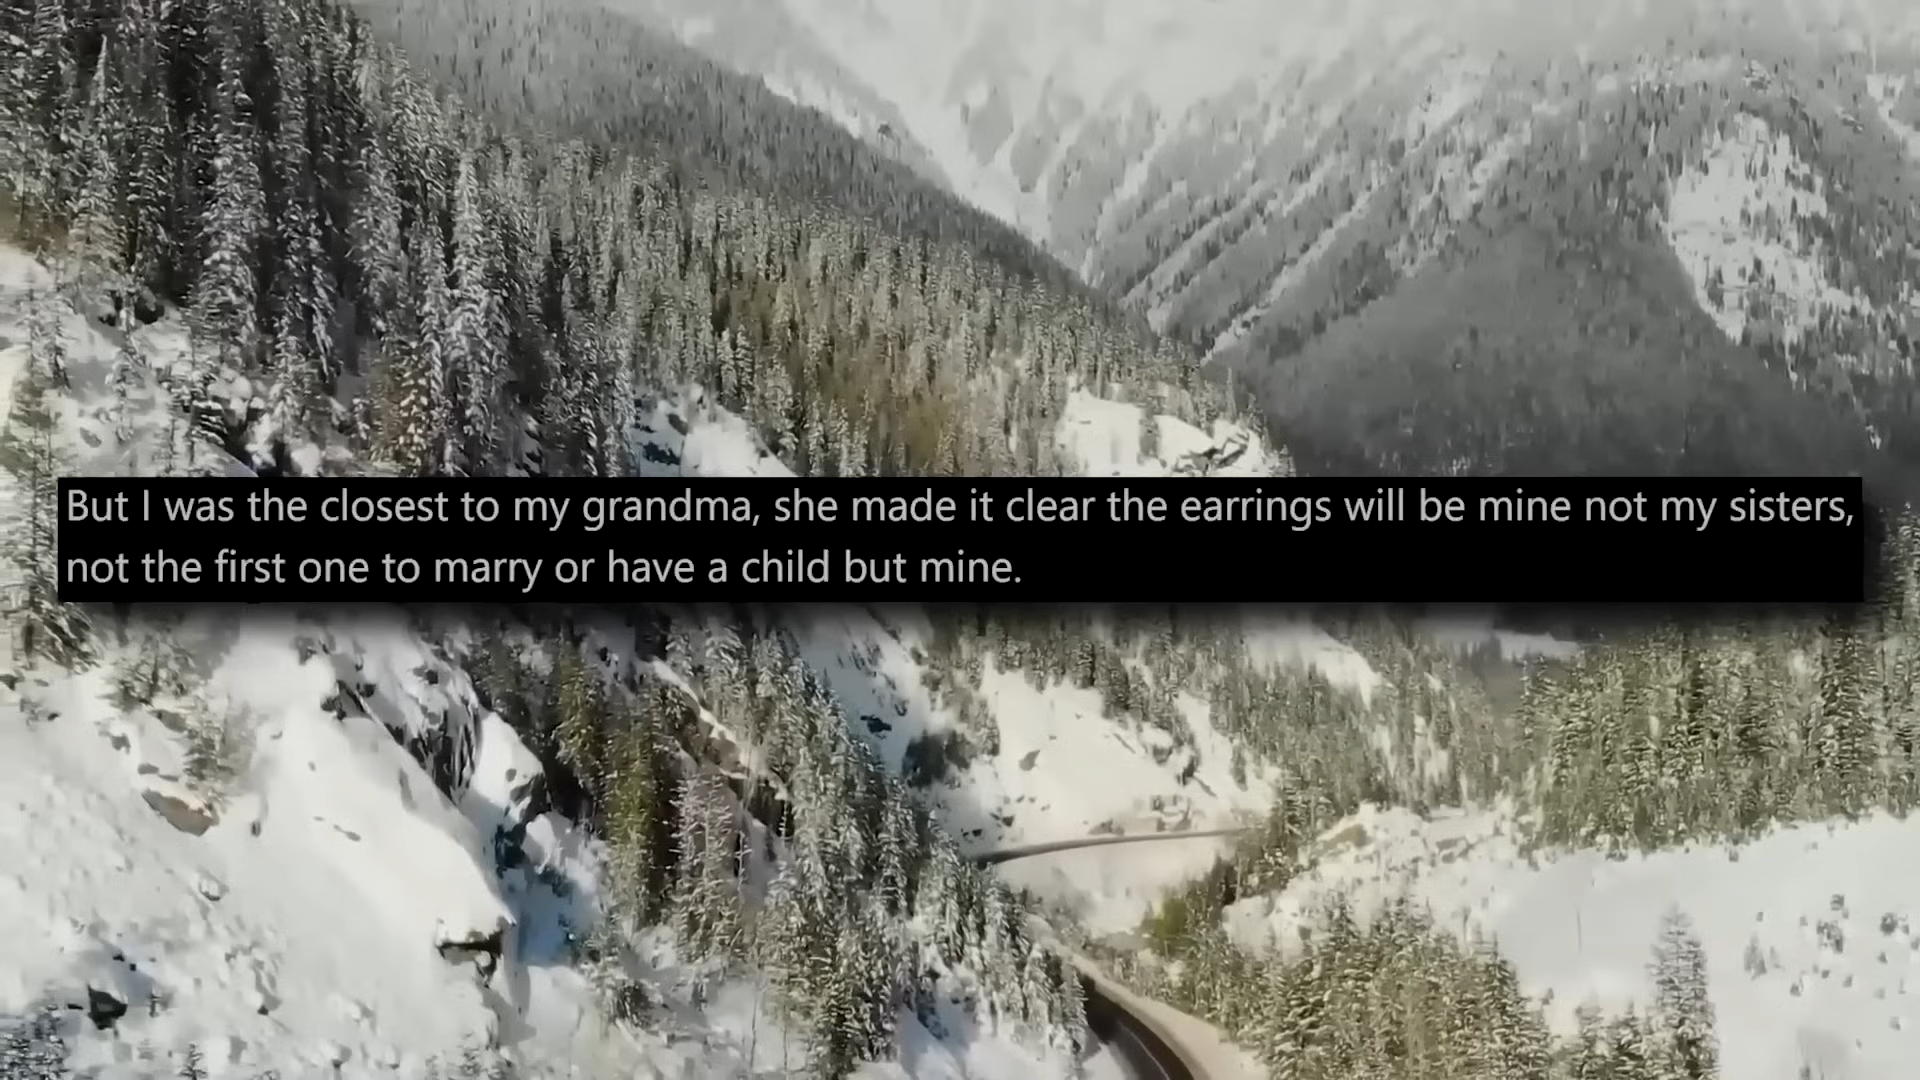 But I was the closest to my grandma, she made it clear the earrings will be mine not my sisters,
not the first one to marry or have a child but mine.